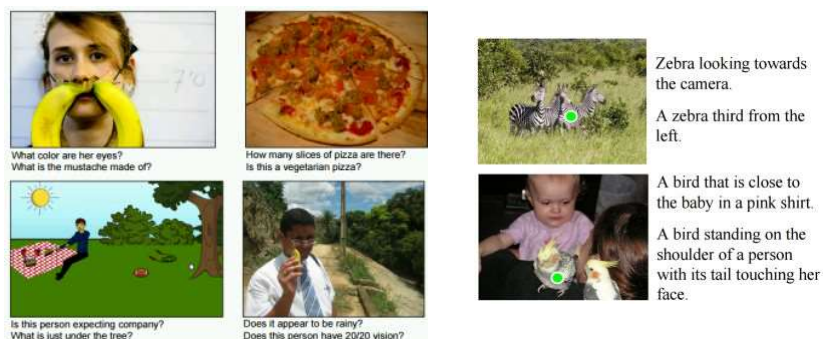 What color are her eyes?
What is the mustache made of?
How many slices of pizza are there?
Is this a vegetarian pizza?
Is this person expecting company?
What is just under the tree?
Does it appear to be rainy?
Does this person have 20/20 vision?
Zebra looking towards
the camera.
A zebra third from the
left.
A bird that is close to
the baby in a pink shirt.
A bird standing on the
shoulder of a person
with its tail touching her
face.